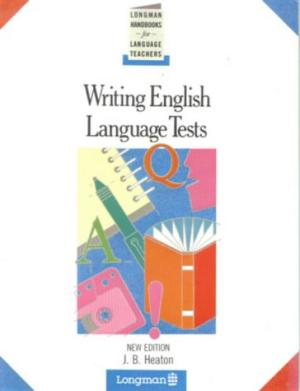 LONGMAN
HANDBOOKS
for
LANGUAGE
TEACHERS
Writing English
Language Tests
Q
A
!
NEW EDITION
J. B. Heaton
Longman